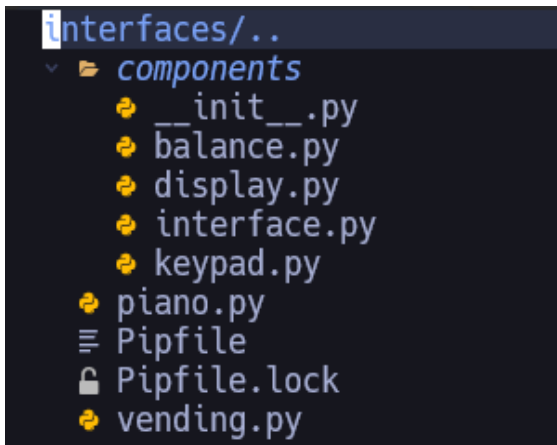 interfaces/..
components
__init__.py
balance.py
display.py
interface.py
keypad.py
piano.py
Pipfile
Pipfile.lock
vending.py